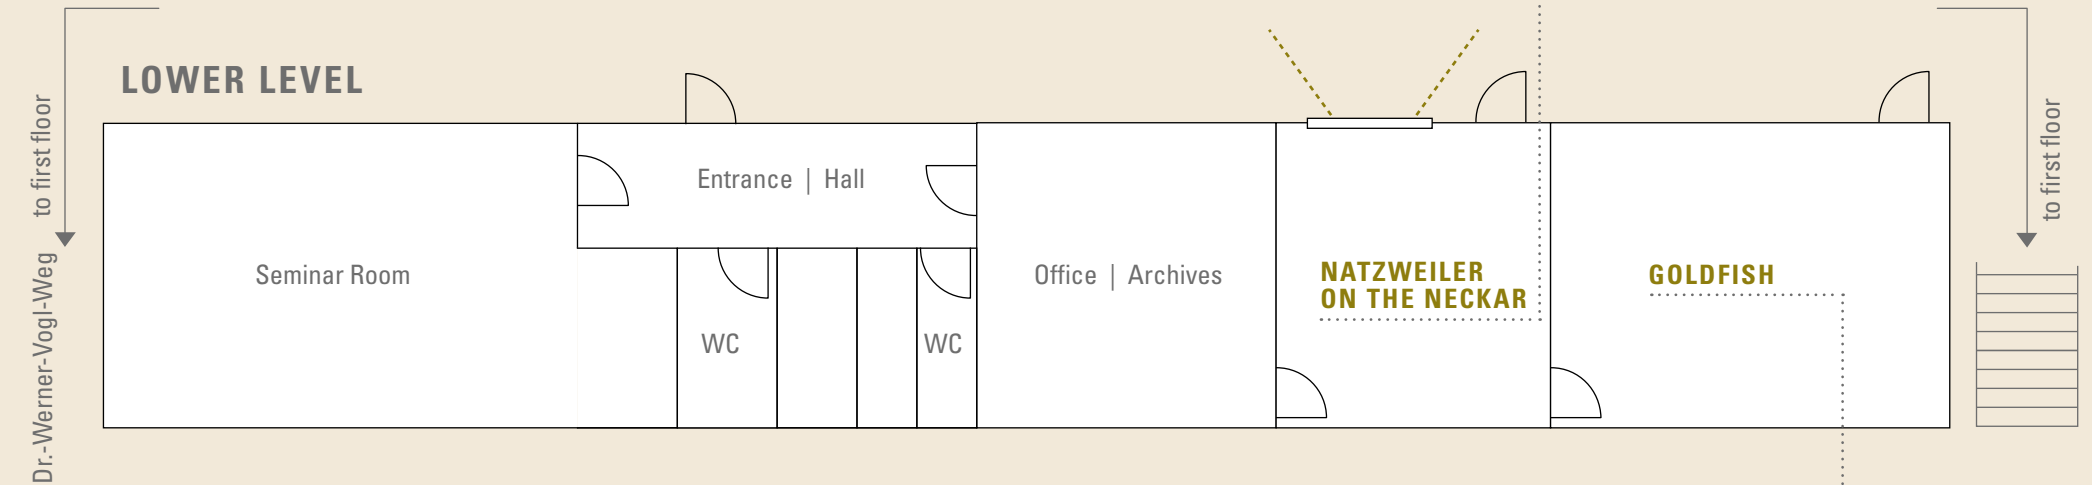 LOWER LEVEL
to first floor
Dr.-Werner-Vogl-Weg
Seminar Room
Entrance | Hall
WC
WC
Office | Archives
NATZWEILER
ON THE NECKAR
GOLDFISH
to first floor